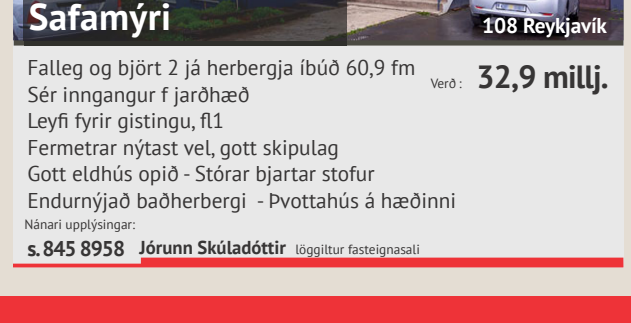 Safamýri
108 Reykjavík
Falleg og björt 2 já herbergja íbúð 60,9 fm
Verð : 32,9 millj.
Sér inngangur f jarðhæð
Leyfi fyrir gistingu, fl1
Fermetrar nýtast vel, gott skipulag
Gott eldhús opið - Stórar bjartar stofur
Endurnýjað baðherbergi - Þvottahús á hæðinni
Nánari upplýsingar:
s. 845 8958 Jórunn Skúladóttir löggiltur fasteignasali